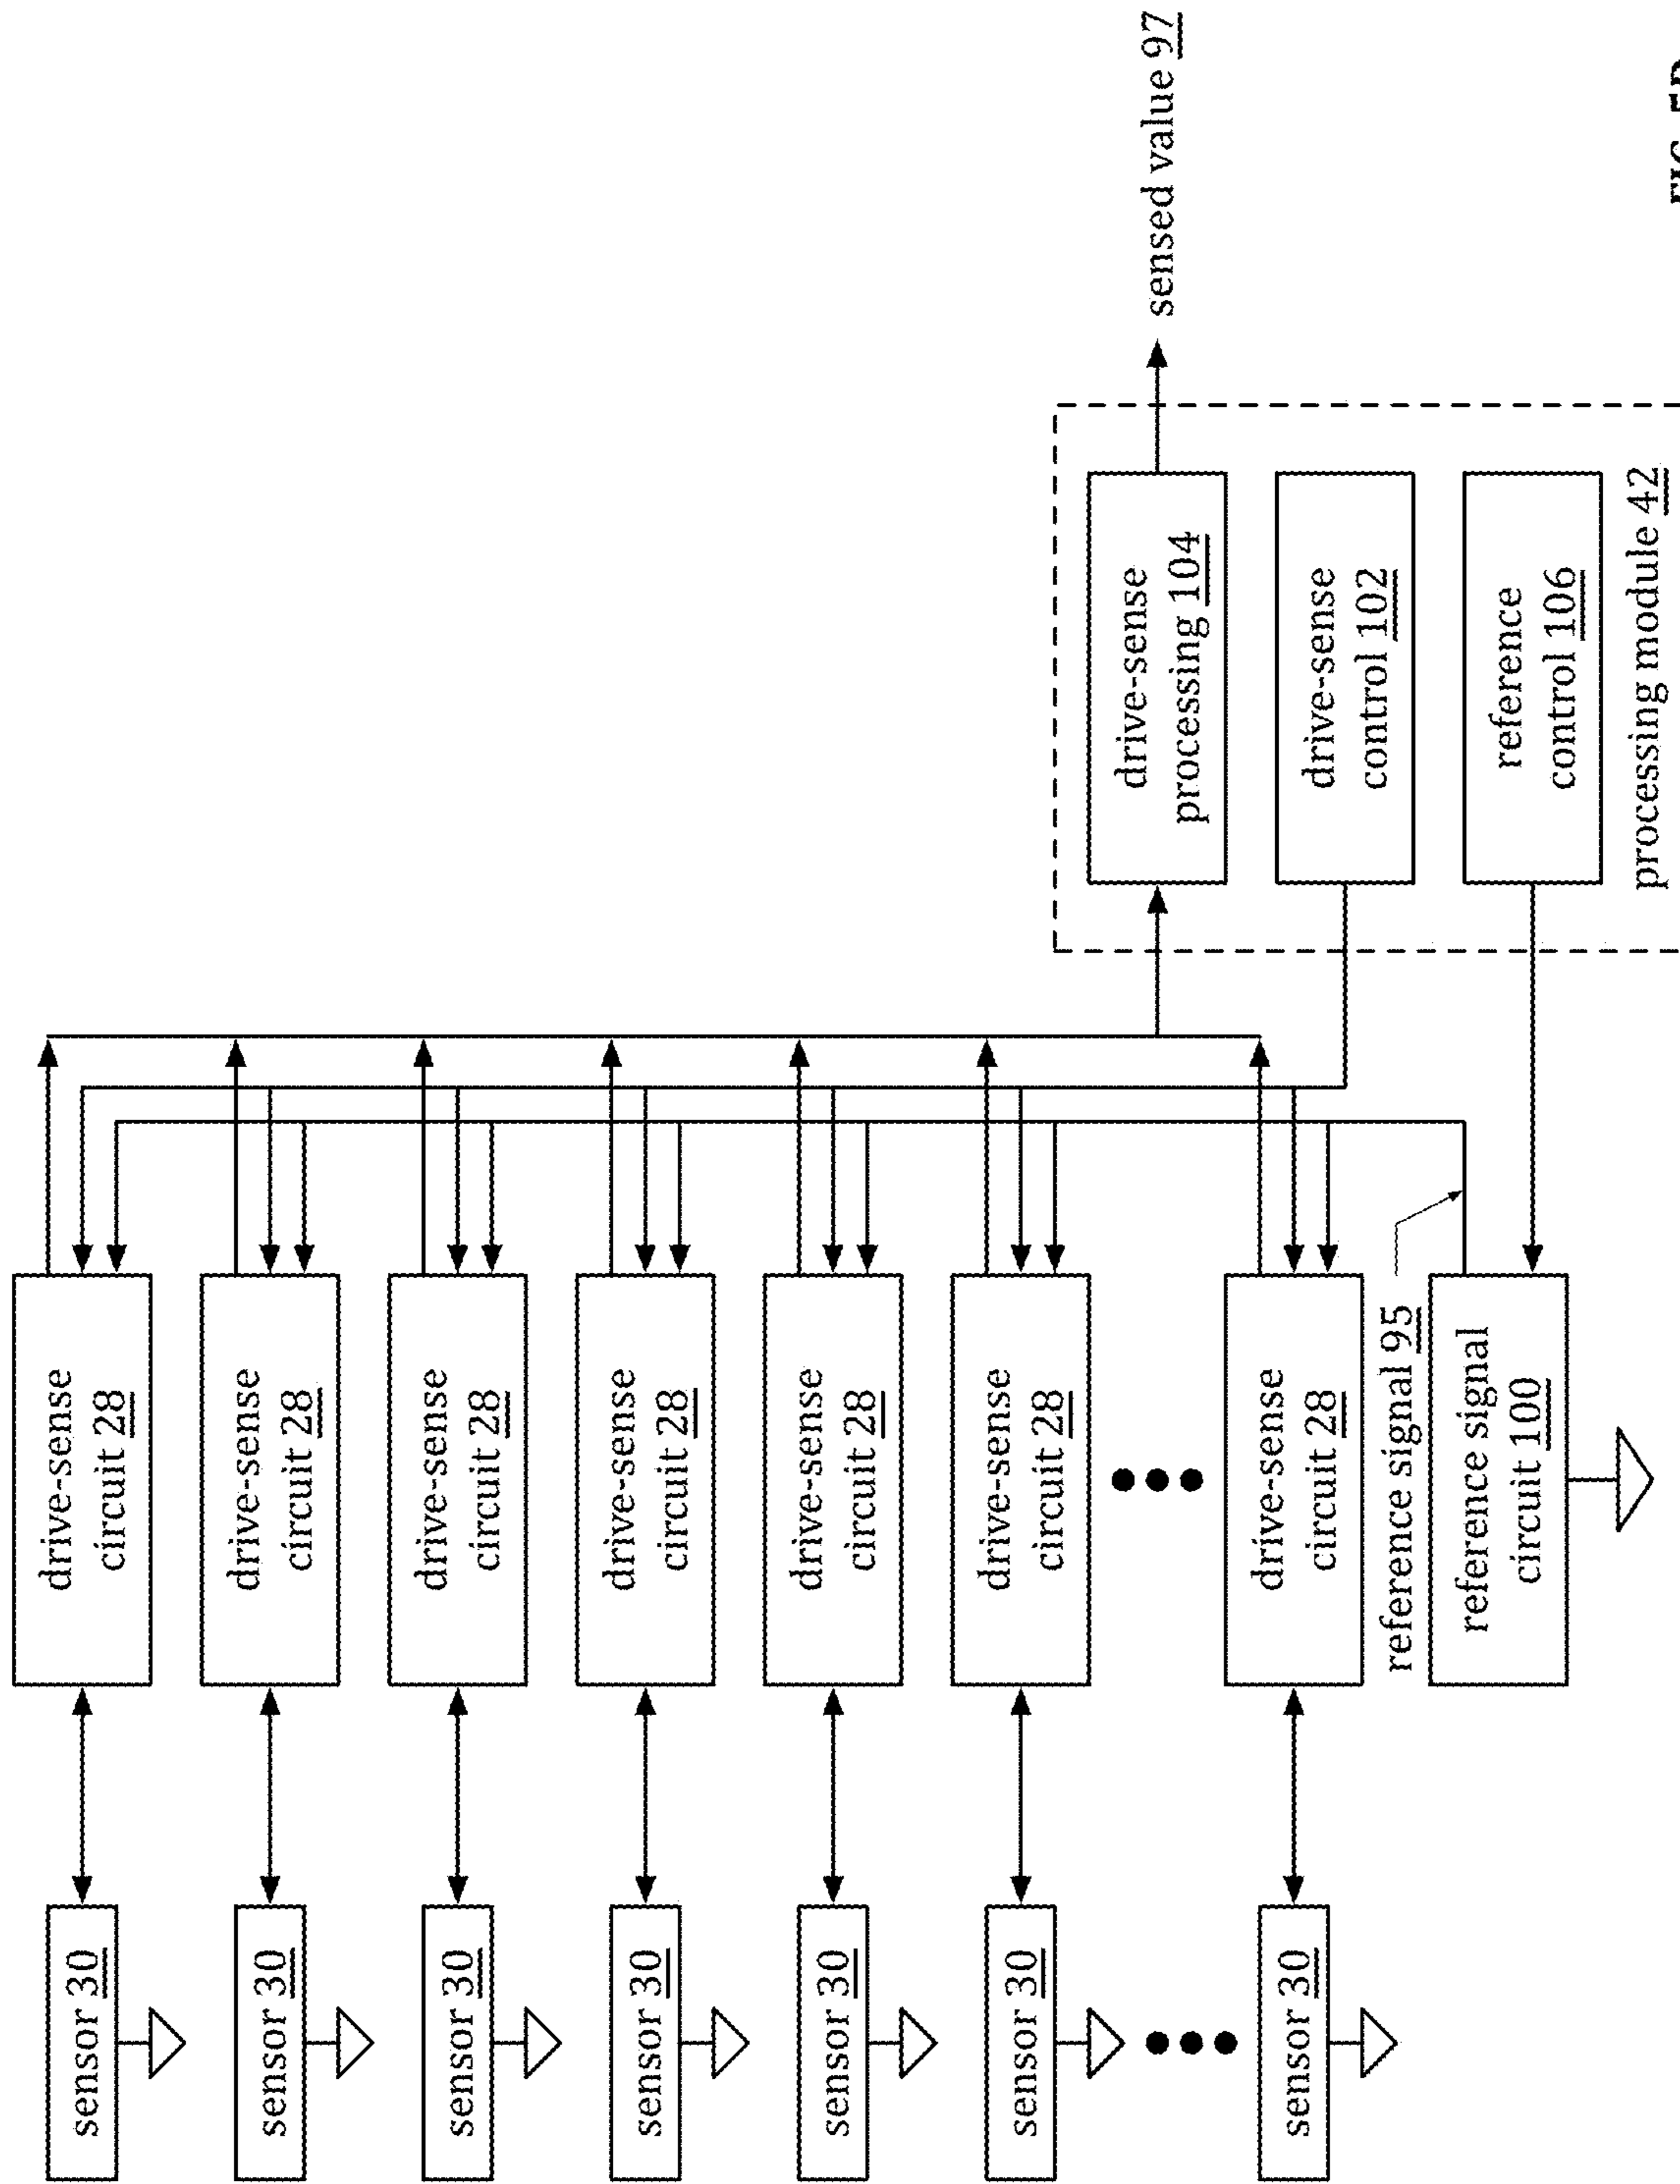 sensor 30
drive-sense
circuit 28
sensor 30
drive-sense
circuit 28
sensor 30
drive-sense
circuit 28
sensor 30
drive-sense
circuit 28
sensor 30
drive-sense
circuit 28
sensor 30
drive-sense
circuit 28
sensor 30
drive-sense
circuit 28
reference signal 95
reference signal
circuit 100
drive-sense
processing 104
sensed value 97
drive-sense
control 102
reference
control 106
processing module 42